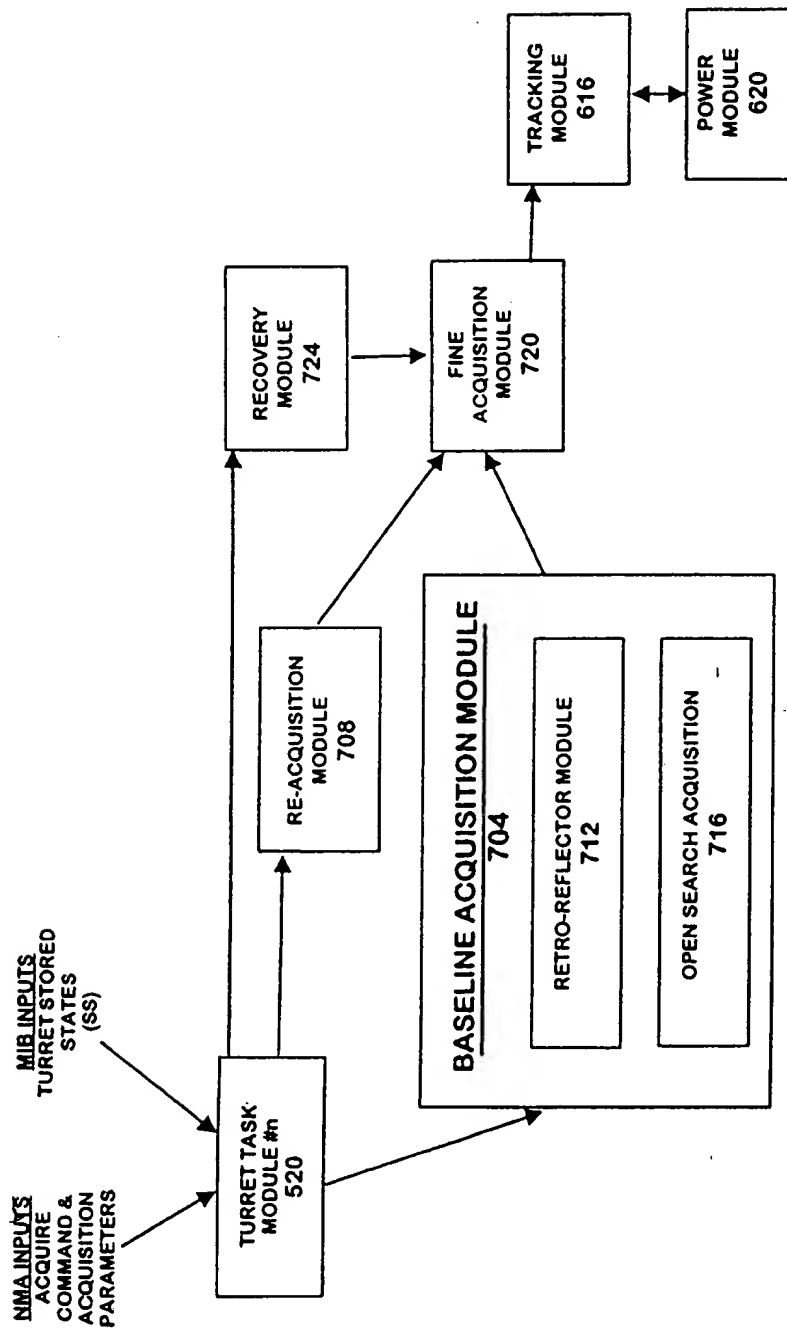 NMA INPUTS
ACQUIRE
COMMAND &
ACQUISITION
PARAMETERS
MIB INPUTS
TURRET STORED
STATES
(SS)
TURRET TASK
MODULE #n
520
RE-ACQUISITION
MODULE
708
RECOVERY
MODULE
724
BASELINE ACQUISITION MODULE
704
RETRO-REFLECTOR MODULE
712
OPEN SEARCH ACQUISITION
716
FINE
ACQUISITION
MODULE
720
TRACKING
MODULE
616
POWER
MODULE
620